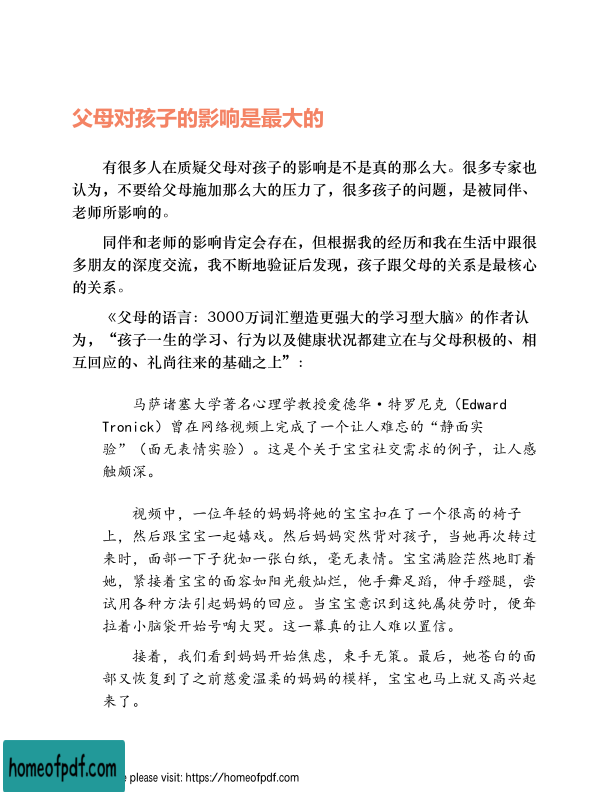 父母对孩子的影响是最大的
有很多人在质疑父母对孩子的影响是不是真的那么大。很多专家也
认为，不要给父母施加那么大的压力了，很多孩子的问题，是被同伴、
老师所影响的。
同伴和老师的影响肯定会存在，但根据我的经历和我在生活中跟很
多朋友的深度交流，我不断地验证后发现，孩子跟父母的关系是最核心
的关系。
《父母的语言：3000万词汇塑造更强大的学习型大脑》的作者认
为，“孩子一生的学习、行为以及健康状况都建立在与父母积极的、相
互回应的、礼尚往来的基础之上”：
马萨诸塞大学著名心理学教授爱德华·特罗尼克（Edward
Tronick）曾在网络视频上完成了一个让人难忘的“静面实
验”（面无表情实验）。这是个关于宝宝社交需求的例子，让人感
触颇深。
视频中，一位年轻的妈妈将她的宝宝扣在了一个很高的椅子
上，然后跟宝宝一起嬉戏。然后妈妈突然背对孩子，当她再次转过
来时，面部一下子犹如一张白纸，毫无表情。宝宝满脸茫然地盯着
她，紧接着宝宝的面容如阳光般灿烂，他手舞足蹈，伸手蹬腿，尝
试用各种方法引起妈妈的回应。当宝宝意识到这纯属徒劳时，便耷
拉着小脑袋开始号啕大哭。这一幕真的让人难以置信。
接着，我们看到妈妈开始焦虑，束手无策。最后，她苍白的面
部又恢复到了之前慈爱温柔的妈妈的模样，宝宝也马上就又高兴起
来了。
homeofpdf.com
e please visit: https://homeofpdf.com